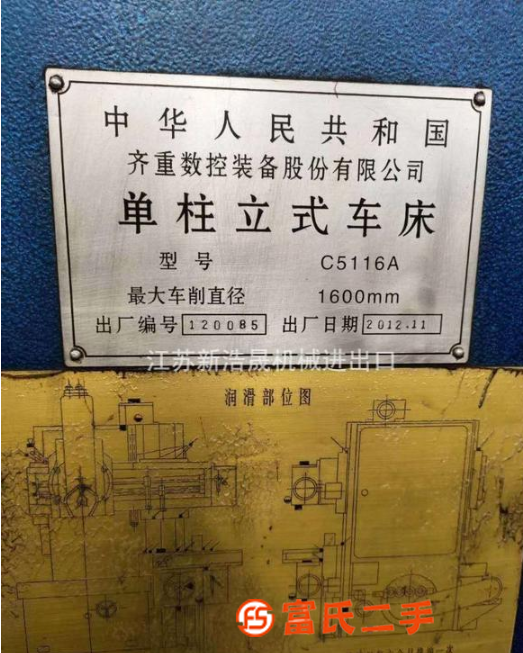 中华人民共和国
齐重数控装备股份有限公司
单柱立式车床
型号 C5116A
最大车削直径 1600mm
出厂编号 120085 出厂日期 2012.11
江苏新浩晟机械进出口
润滑部位图
富氏二手